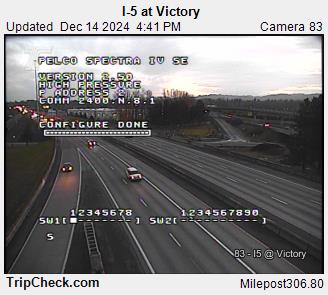 I-5 at Victory
Updated Dec 14 2024 4:41 PM Camera 83
PELCO SPECTRA IV SE
VERSION 2.50
HIGH PRESSURE
F ADDRESS 2
COMM 2400,N,8,1
CONFIGURE DONE
12345678 1234567890
SW1[ ]SW2[ ]
S
83 - I5 @ Victory
TripCheck.com Milepost306.80